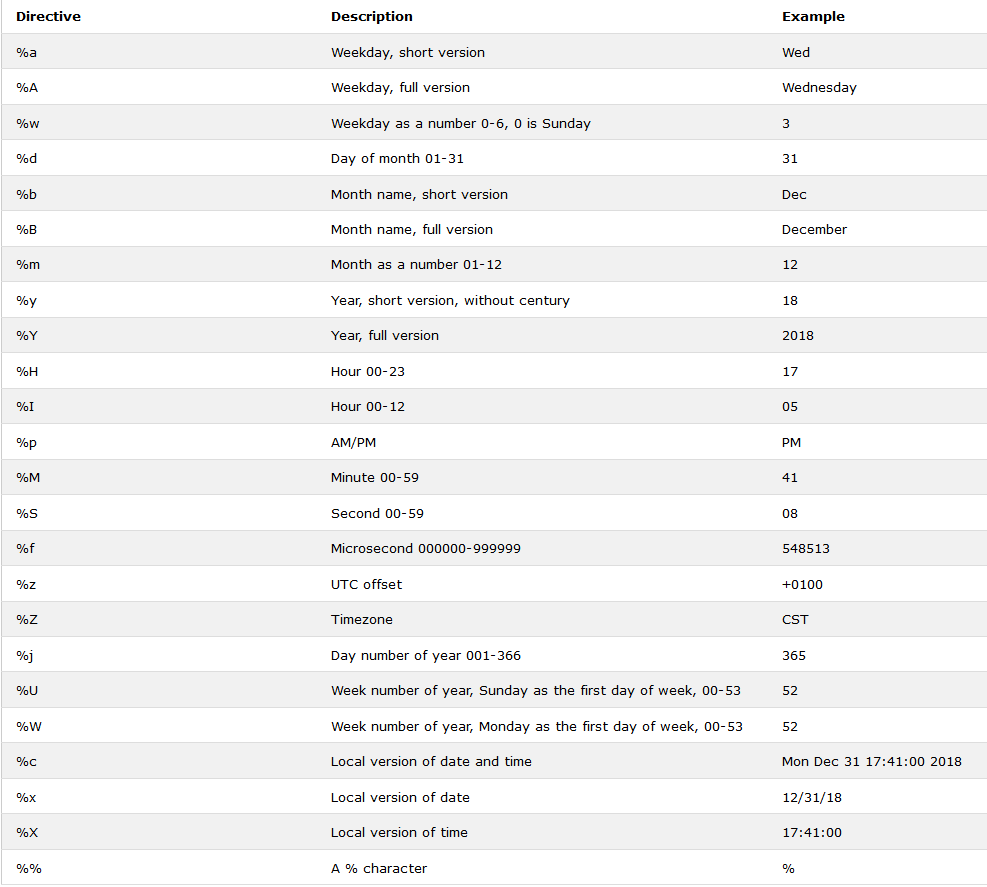 Directive Description Example
%a Weekday, short version Wed
%A Weekday, full version Wednesday
%w Weekday as a number 0-6, 0 is Sunday 3
%d Day of month 01-31 31
%b Month name, short version Dec
%B Month name, full version December
%m Month as a number 01-12 12
%y Year, short version, without century 18
%Y Year, full version 2018
%H Hour 00-23 17
%I Hour 00-12 05
%p AM/PM PM
%M Minute 00-59 41
%S Second 00-59 08
%f Microsecond 000000-999999 548513
%z UTC offset +0100
%Z Timezone CST
%j Day number of year 001-366 365
%U Week number of year, Sunday as the first day of week, 00-53 52
%W Week number of year, Monday as the first day of week, 00-53 52
%c Local version of date and time Mon Dec 31 17:41:00 2018
%x Local version of date 12/31/18
%X Local version of time 17:41:00
%% A % character %